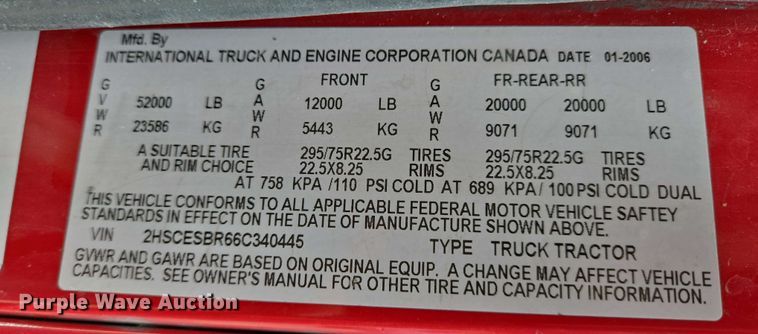 Mfd. By
INTERNATIONAL TRUCK AND ENGINE CORPORATION CANADA DATE 01-2006
FRONT FR-REAR-RR
GVWR 52000 LB GAWR 12000 LB GAWR 20000 20000 LB
23586 KG 5443 KG 9071 9071 KG
A SUITABLE TIRE 295/75R22.5G TIRES 295/75R22.5G TIRES
AND RIM CHOICE 22.5X8.25 RIMS 22.5X8.25 RIMS
AT 758 KPA /110 PSI COLD AT 689 KPA/ 100 PSI COLD DUAL
THIS VEHICLE CONFORMS TO ALL APPLICABLE FEDERAL MOTOR VEHICLE SAFTEY
STANDARDS IN EFFECT ON THE DATE OF MANUFACTURE SHOWN ABOVE.
VIN 2HSCESBR66C340445 TYPE TRUCK TRACTOR
GVWR AND GAWR ARE BASED ON ORIGINAL EQUIP. A CHANGE MAY AFFECT VEHICLE
CAPACITIES. SEE OWNER'S MANUAL FOR OTHER TIRE AND CAPACITY INFORMATION.
Purple Wave Auction